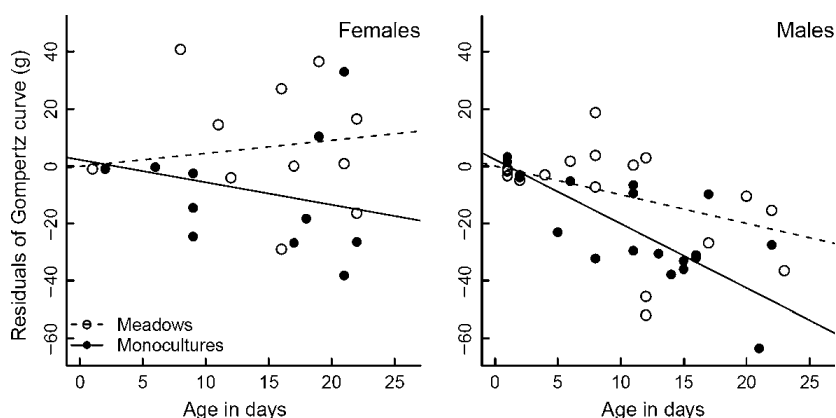 Females
Males
Residuals of Gompertz curve (g)
40
20
0
−20
−40
−60
Meadows
Monocultures
0 5 10 15 20 25
Age in days
40
20
0
−20
−40
−60
0 5 10 15 20 25
Age in days